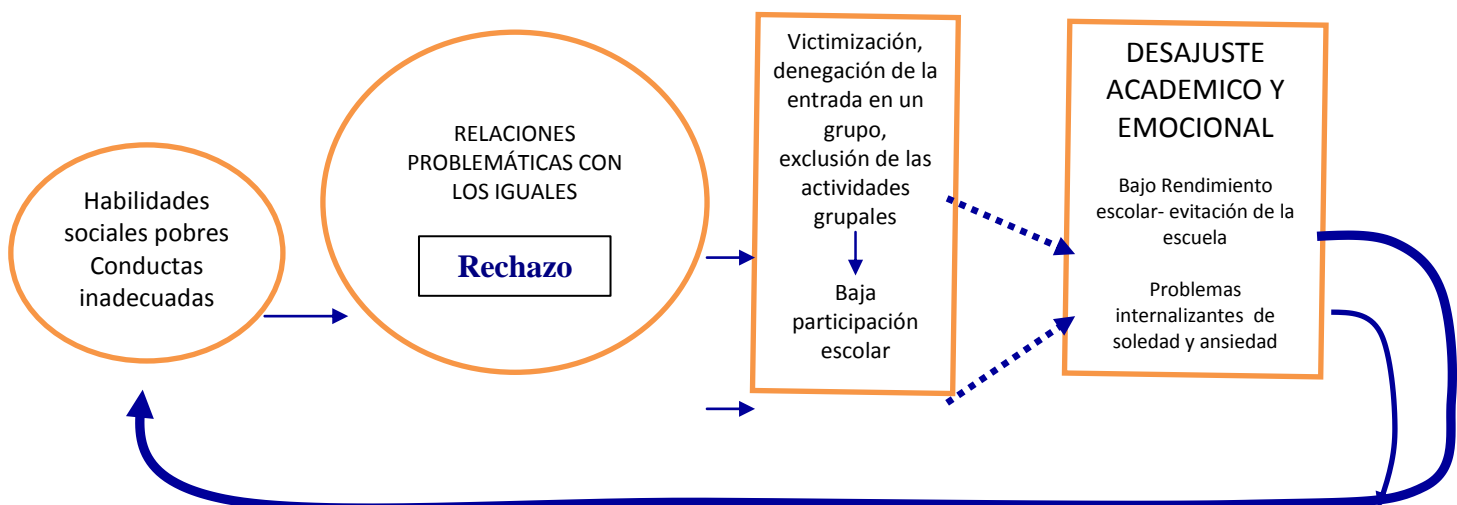 Habilidades
sociales pobres
Conductas
inadecuadas
RELACIONES
PROBLEMÁTICAS CON
LOS IGUALES
Rechazo
Victimización,
denegación de la
entrada en un
grupo,
exclusión de las
actividades
grupales
Baja
participación
escolar
DESAJUSTE
ACADEMICO Y
EMOCIONAL
Bajo Rendimiento
escolar- evitación de la
escuela
Problemas
internalizantes de
soledad y ansiedad